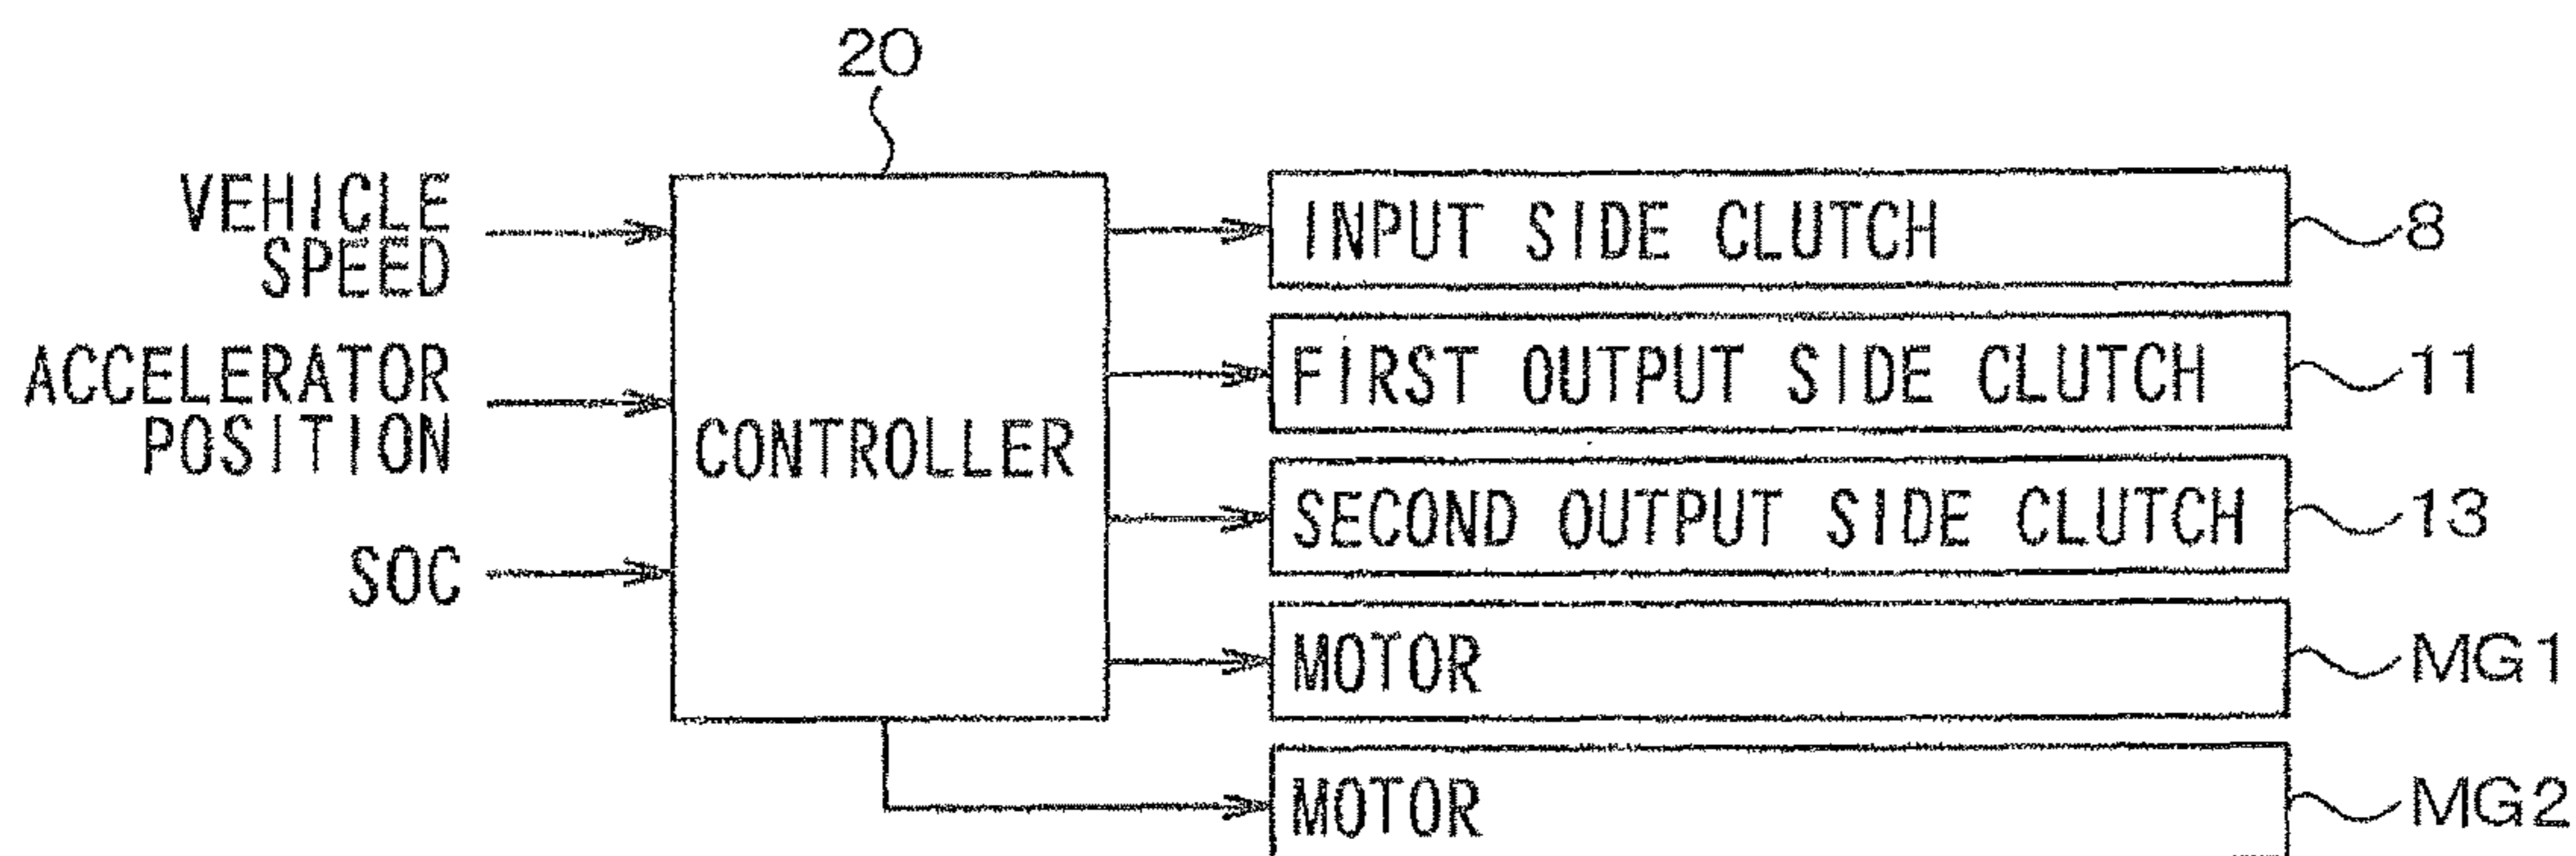 20
VEHICLE
SPEED
ACCELERATOR
POSITION
SOC
CONTROLLER
INPUT SIDE CLUTCH
8
FIRST OUTPUT SIDE CLUTCH
11
SECOND OUTPUT SIDE CLUTCH
13
MOTOR
MG1
MOTOR
MG2